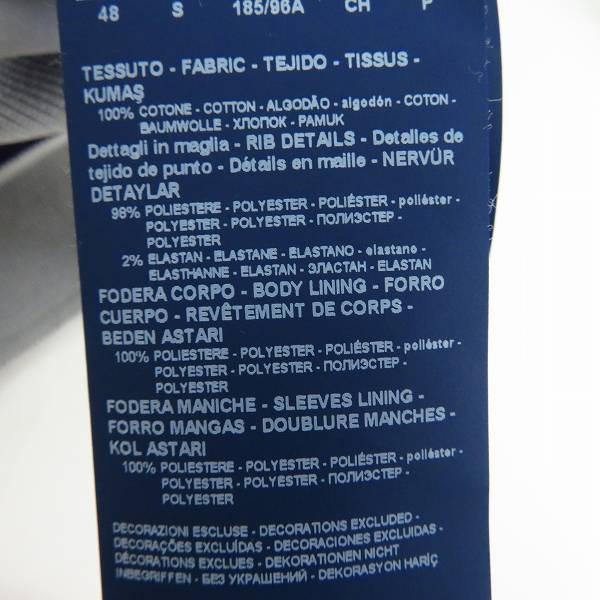 48 S 185/96A CH P
TESSUTO - FABRIC - TEJIDO - TISSUS -
KUMAŞ
100% COTONE - COTTON - ALGODÃO - algodón - COTON -
BAUMWOLLE - ХЛОПОК - PAMUK
Dettagli in maglia - RIB DETAILS - Detalles de
tejido de punto - Détails en maille - NERVÜR
DETAYLAR
98% POLIESTERE - POLYESTER - POLIÉSTER - poliéster -
POLYESTER - POLYESTER - ПОЛИЭСТЕР -
POLYESTER
2% ELASTAN - ELASTANE - ELASTANO - elastano -
ELASTHANNE - ELASTAN - ЭЛАСТАН - ELASTAN
FODERA CORPO - BODY LINING - FORRO
CUERPO - REVÊTEMENT DE CORPS -
BEDEN ASTARI
100% POLIESTERE - POLYESTER - POLIÉSTER - poliéster -
POLYESTER - POLYESTER - ПОЛИЭСТЕР -
POLYESTER
FODERA MANICHE - SLEEVES LINING -
FORRO MANGAS - DOUBLURE MANCHES -
KOL ASTARI
100% POLIESTERE - POLYESTER - POLIÉSTER - poliéster -
POLYESTER - POLYESTER - ПОЛИЭСТЕР -
POLYESTER
DECORAZIONI ESCLUSE - DECORATIONS EXCLUDED -
DECORAÇÕES EXCLUÍDAS - DECORACIONES EXCLUIDAS -
DÉCORATIONS EXCLUES - DEKORATIONEN NICHT
INBEGRIFFEN - БЕЗ УКРАШЕНИЙ - DEKORASYON HARİÇ